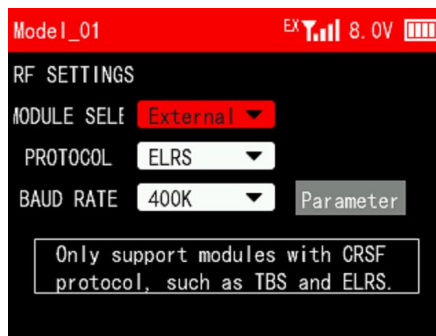 Model_01 EX 8.0V
RF SETTINGS
MODULE SELE External
PROTOCOL ELRS
BAUD RATE 400K Parameter
Only support modules with CRSF
protocol, such as TBS and ELRS.